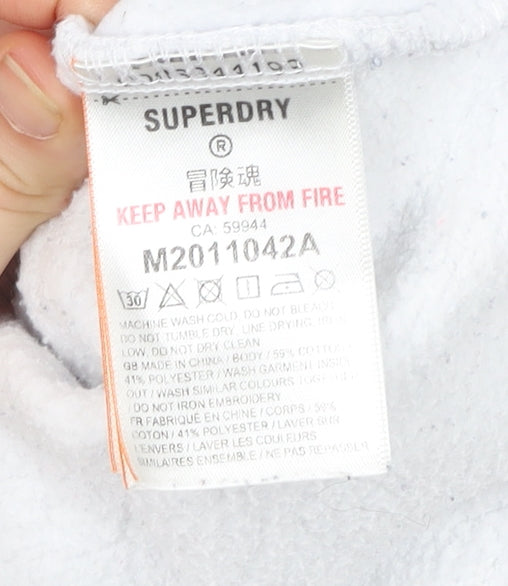 SUPERDRY
®
冒険魂
KEEP AWAY FROM FIRE
CA: 59944
M2011042A
30
MACHINE WASH COLD. DO NOT BLEACH.
DO NOT TUMBLE DRY. LINE DRYING. IRON
LOW. DO NOT DRY CLEAN
GB MADE IN CHINA / BODY / 59% COTTON /
41% POLYESTER / WASH GARMENT INSIDE
OUT / WASH SIMILAR COLOURS TOGETHER
/ DO NOT IRON EMBROIDERY
FR FABRIQUÉ EN CHINE / CORPS / 59%
COTON / 41% POLYESTER / LAVER SUR
L'ENVERS / LAVER LES COULEURS
SIMILAIRES ENSEMBLE / NE PAS REPASSER